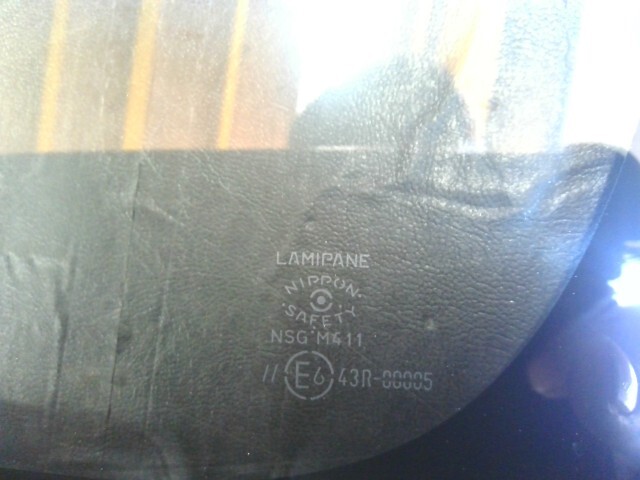 LAMIPANE
NIPPON
SAFETY
NSG M411
// E6 43R-00005